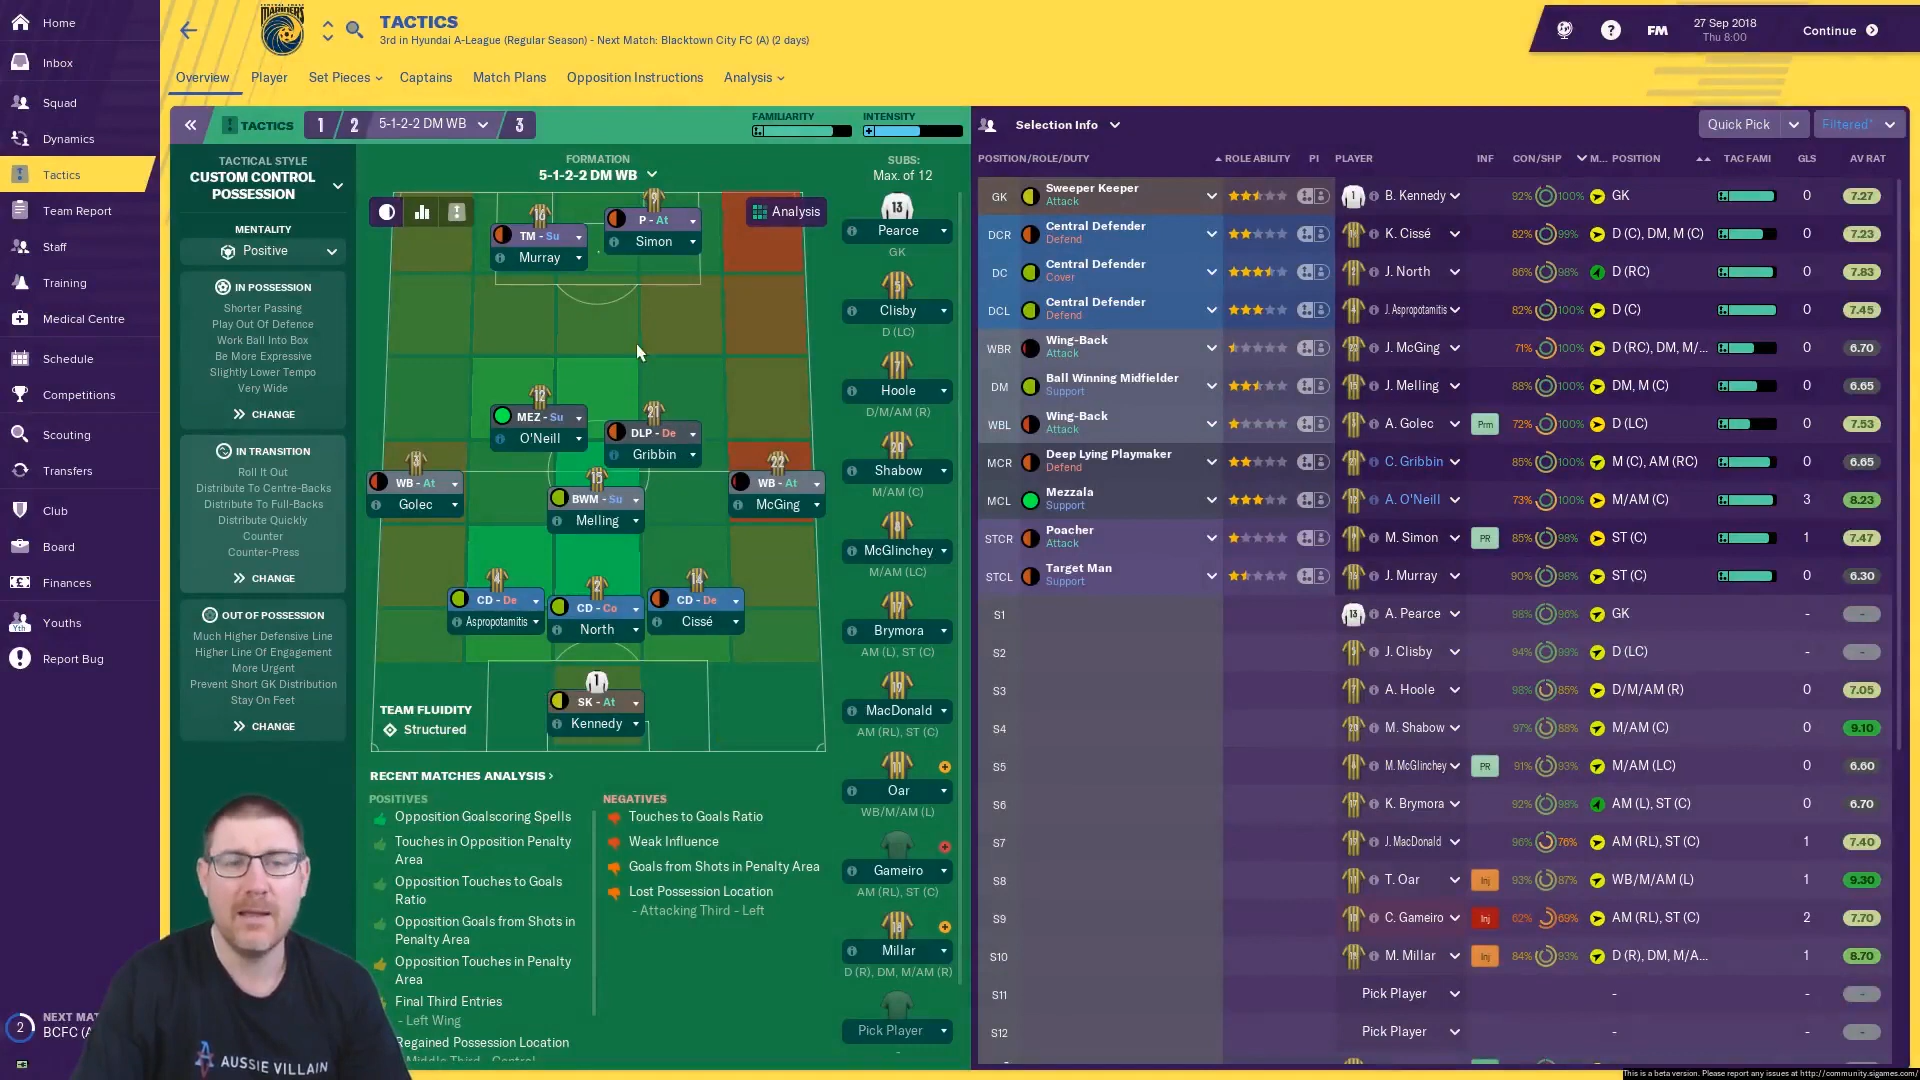 Home
Inbox
Squad
Dynamics
Tactics
Team Report
Staff
Training
Medical Centre
Schedule
Competitions
Scouting
Transfers
Club
Board
Finances
Youths
Report Bug
2
NEXT MAT
BCFC (A
TACTICS
3rd in Hyundai A-League (Regular Season) - Next Match: Blacktown City FC (A) (2 days)
FM
27 Sep 2018
Thu 8:00
Continue
Overview
Player
Set Pieces
Captains
Match Plans
Opposition Instructions
Analysis
TACTICS
1
2
5-1-2-2 DM WB
3
FAMILIARITY
INTENSITY
TACTICAL STYLE
CUSTOM CONTROL
POSSESSION
MENTALITY
Positive
IN POSSESSION
Shorter Passing
Play Out Of Defence
Work Ball Into Box
Be More Expressive
Slightly Lower Tempo
Very Wide
CHANGE
IN TRANSITION
Roll It Out
Distribute To Centre-Backs
Distribute To Full-Backs
Distribute Quickly
Counter
Counter-Press
CHANGE
OUT OF POSSESSION
Much Higher Defensive Line
Higher Line Of Engagement
More Urgent
Prevent Short GK Distribution
Stay On Feet
CHANGE
FORMATION
5-1-2-2 DM WB
Analysis
TM - Su
Murray
9
P - At
Simon
12
MEZ - Su
O'Neill
21
DLP - De
Gribbin
3
WB - At
Golec
15
BWM - Su
Melling
22
WB - At
McGing
4
CD - De
Aspropotamitis
2
CD - Co
North
14
CD - De
Cissé
1
SK - At
Kennedy
TEAM FLUIDITY
Structured
RECENT MATCHES ANALYSIS
POSITIVES
Opposition Goalscoring Spells
Touches in Opposition Penalty
Area
Opposition Touches to Goals
Ratio
Opposition Goals from Shots in
Penalty Area
Opposition Touches in Penalty
Area
Final Third Entries
- Left Wing
Regained Possession Location
- Middle Third - Central
NEGATIVES
Touches to Goals Ratio
Weak Influence
Goals from Shots in Penalty Area
Lost Possession Location
- Attacking Third - Left
SUBS:
Max. of 12
13
Pearce
GK
5
Clisby
D (LC)
7
Hoole
D/M/AM (R)
20
Shabow
M/AM (C)
8
McGlinchey
M/AM (LC)
17
Brymora
AM (L), ST (C)
19
MacDonald
AM (RL), ST (C)
11
Oar
WB/M/AM (L)
Gameiro
AM (RL), ST (C)
Millar
D (R), DM, M/AM (R)
Pick Player
-
Selection Info
Quick Pick
Filtered*
POSITION/ROLE/DUTY ROLE ABILITY PI PLAYER INF CON/SHP M... POSITION TAC FAMI GLS AV RAT
GK Sweeper Keeper Attack 1 B. Kennedy 92% 100% GK 0 7.27
DCR Central Defender Defend K. Cissé 82% 99% D (C), DM, M (C) 0 7.23
DC Central Defender Cover J. North 86% 98% D (RC) 0 7.83
DCL Central Defender Defend J. Aspropotamitis 82% 100% D (C) 0 7.45
WBR Wing-Back Attack J. McGing 71% 100% D (RC), DM, M/... 0 6.70
DM Ball Winning Midfielder Support J. Melling 88% 100% DM, M (C) 0 6.65
WBL Wing-Back Attack A. Golec Prm 72% 100% D (LC) 0 7.53
MCR Deep Lying Playmaker Defend C. Gribbin 85% 100% M (C), AM (RC) 0 6.65
MCL Mezzala Support A. O'Neill 73% 100% M/AM (C) 3 8.23
STCR Poacher Attack M. Simon PR 85% 98% ST (C) 1 7.47
STCL Target Man Support J. Murray 90% 98% ST (C) 0 6.30
S1 13 A. Pearce 98% 96% GK - -
S2 J. Clisby 94% 99% D (LC) - -
S3 A. Hoole 98% 85% D/M/AM (R) 0 7.05
S4 M. Shabow 97% 88% M/AM (C) 0 9.10
S5 M. McGlinchey PR 91% 93% M/AM (LC) 0 6.60
S6 K. Brymora 92% 98% AM (L), ST (C) 0 6.70
S7 J. MacDonald 96% 76% AM (RL), ST (C) 1 7.40
S8 T. Oar Inj 93% 87% WB/M/AM (L) 1 9.30
S9 C. Gameiro Inj 62% 69% AM (RL), ST (C) 2 7.70
S10 M. Millar Inj 84% 93% D (R), DM, M/A... 1 8.70
S11 Pick Player - - -
S12 Pick Player - - -
AUSSIE VILLAIN
This is a beta version. Please report any issues at http://community.sigames.com/